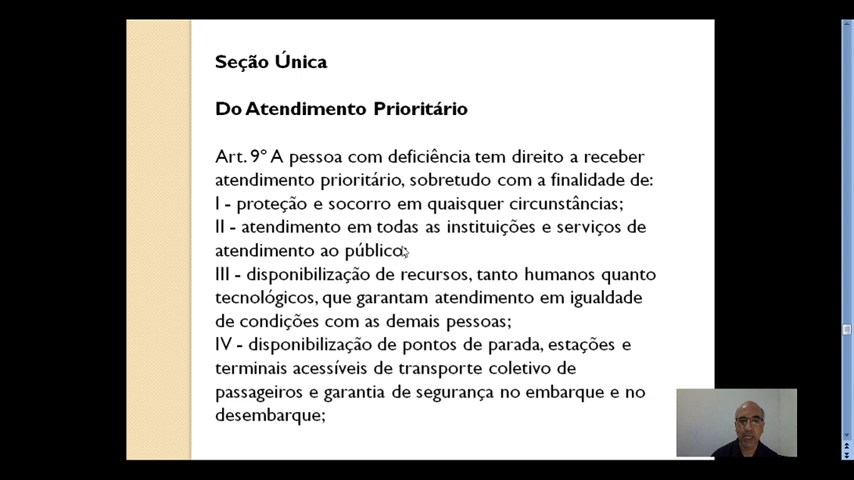 Seção Única
Do Atendimento Prioritário
Art. 9º A pessoa com deficiência tem direito a receber
atendimento prioritário, sobretudo com a finalidade de:
I - proteção e socorro em quaisquer circunstâncias;
II - atendimento em todas as instituições e serviços de
atendimento ao público;
III - disponibilização de recursos, tanto humanos quanto
tecnológicos, que garantam atendimento em igualdade
de condições com as demais pessoas;
IV - disponibilização de pontos de parada, estações e
terminais acessíveis de transporte coletivo de
passageiros e garantia de segurança no embarque e no
desembarque;